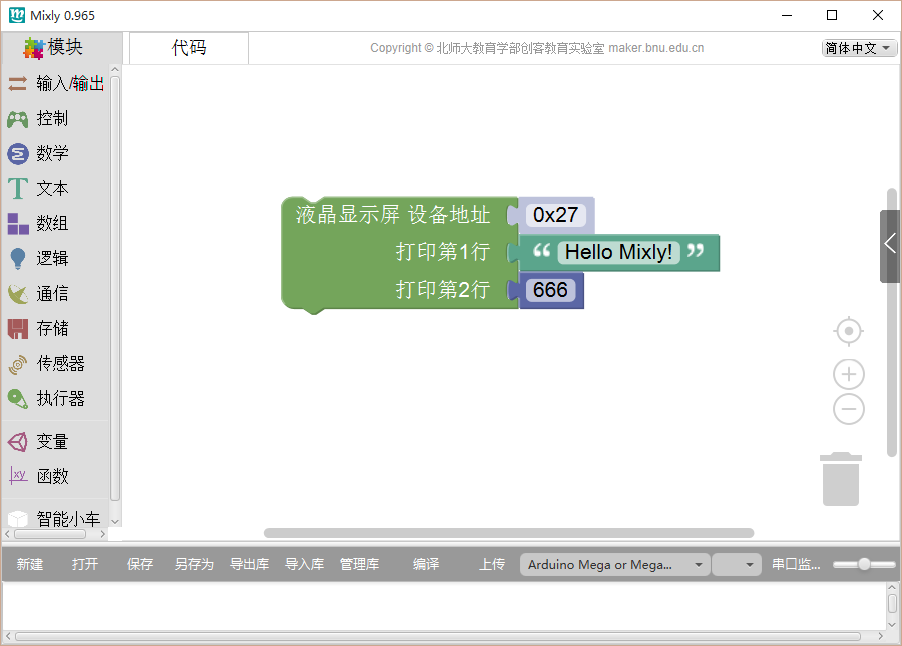 Mixly 0.965
模块
代码
Copyright © 北师大教育学部创客教育实验室 maker.bnu.edu.cn
简体中文
输入/输出
控制
数学
文本
数组
逻辑
通信
存储
传感器
执行器
变量
函数
智能小车
液晶显示屏 设备地址 0x27
打印第1行 “ Hello Mixly! ”
打印第2行 666
新建 打开 保存 另存为 导出库 导入库 管理库 编译 上传 Arduino Mega or Mega... 串口监...